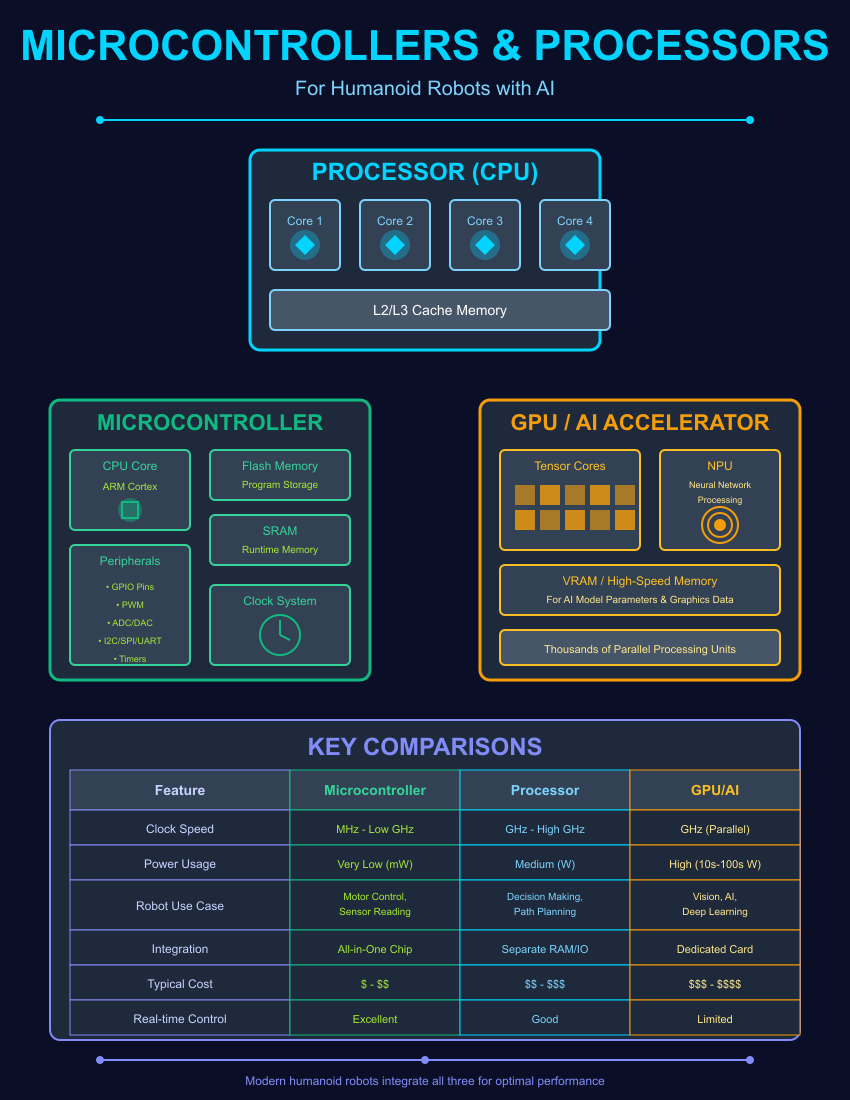 MICROCONTROLLERS & PROCESSORS
For Humanoid Robots with AI
PROCESSOR (CPU)
Core 1
Core 2
Core 3
Core 4
L2/L3 Cache Memory
MICROCONTROLLER
CPU Core
ARM Cortex
Flash Memory
Program Storage
SRAM
Runtime Memory
Peripherals
• GPIO Pins
• PWM
• ADC/DAC
• I2C/SPI/UART
• Timers
Clock System
GPU / AI ACCELERATOR
Tensor Cores
NPU
Neural Network
Processing
VRAM / High-Speed Memory
For AI Model Parameters & Graphics Data
Thousands of Parallel Processing Units
KEY COMPARISONS
Feature Microcontroller Processor GPU/AI
Clock Speed MHz - Low GHz GHz - High GHz GHz (Parallel)
Power Usage Very Low (mW) Medium (W) High (10s-100s W)
Robot Use Case
Motor Control,
Sensor Reading
Decision Making,
Path Planning
Vision, AI,
Deep Learning
Integration All-in-One Chip Separate RAM/IO Dedicated Card
Typical Cost $ - $$ $$ - $$$ $$$ - $$$$
Real-time Control Excellent Good Limited
Modern humanoid robots integrate all three for optimal performance